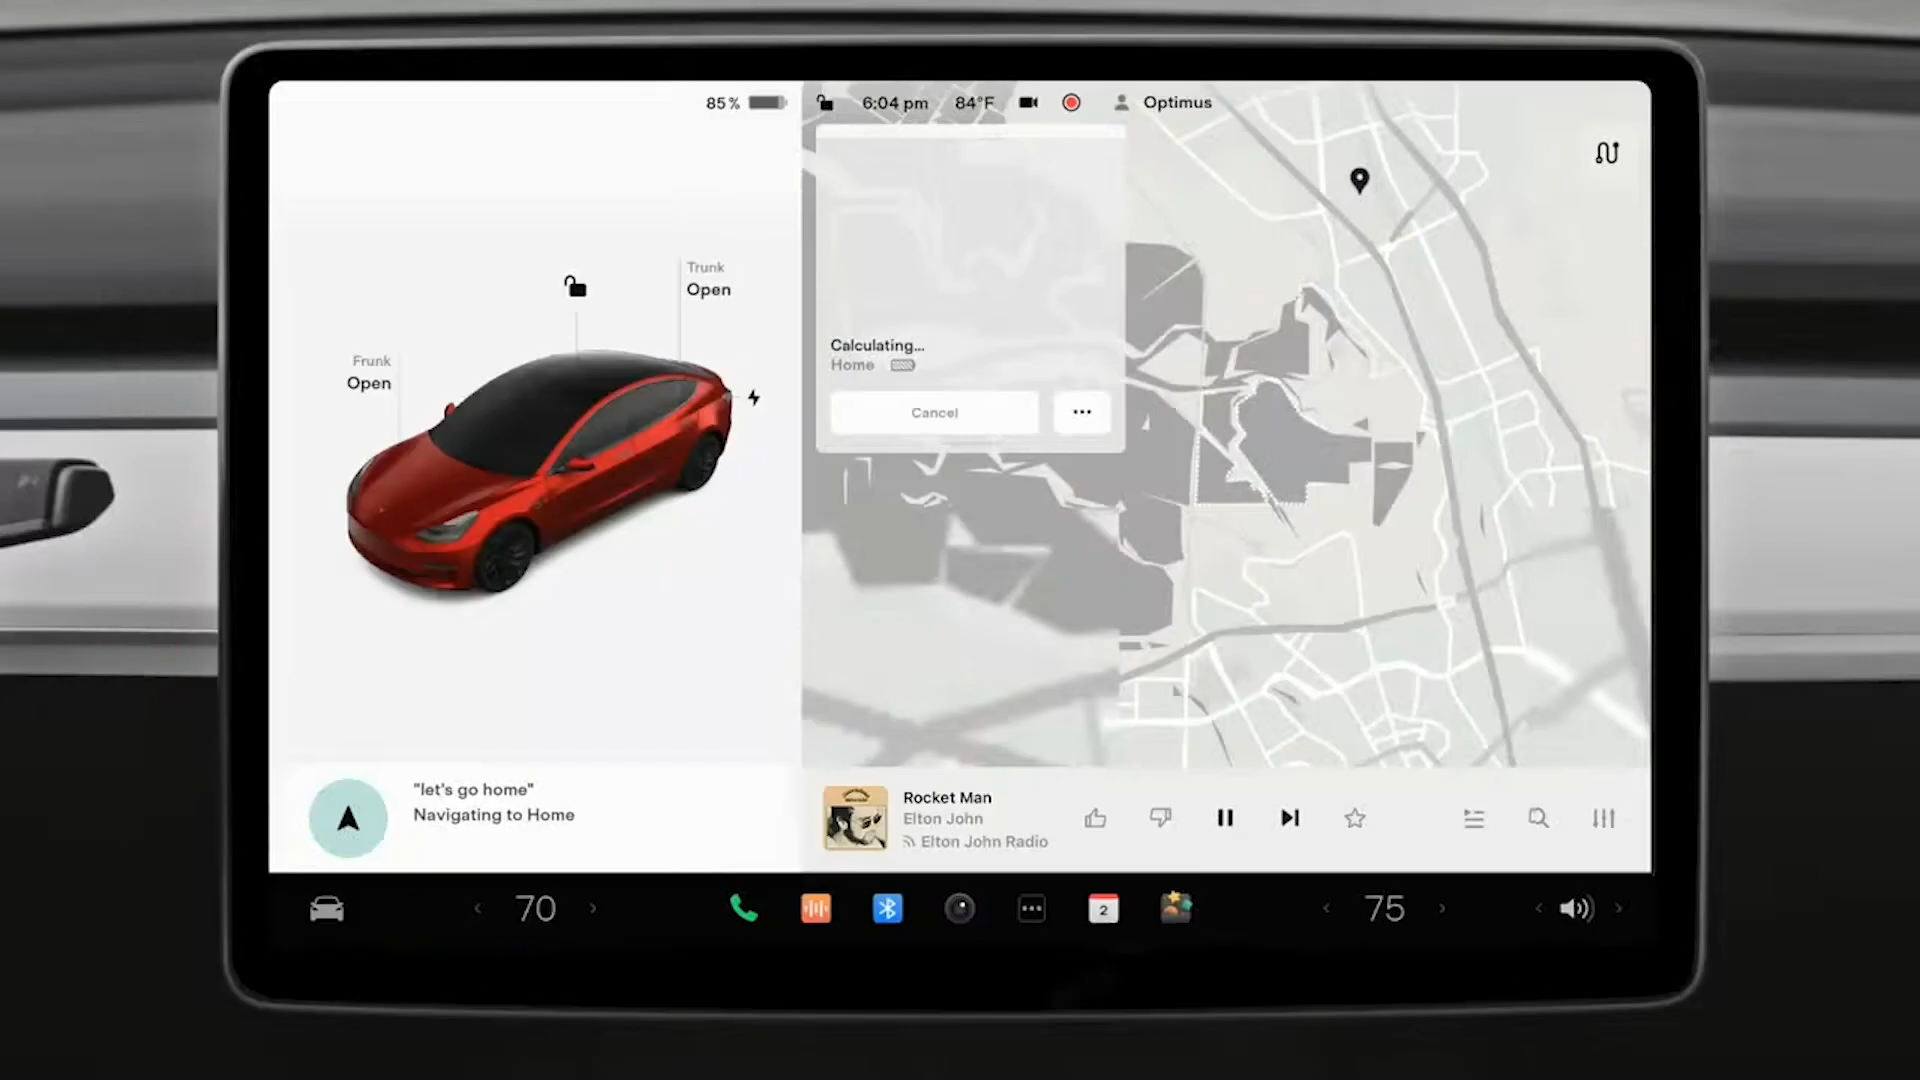 85 %
6:04 pm
84°F
Optimus
Trunk
Open
Frunk
Open
Calculating...
Home
Cancel
"let's go home"
Navigating to Home
Rocket Man
Elton John
Elton John Radio
70
2
75